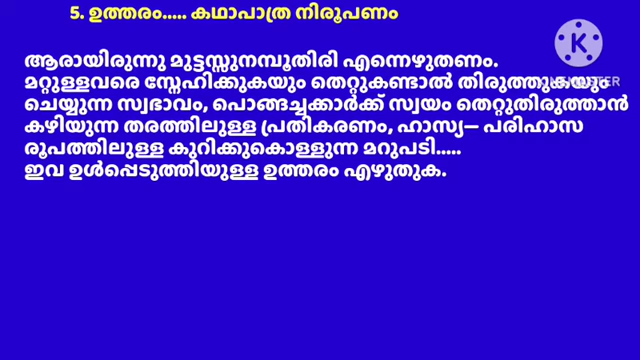 5. ഉത്തരം..... കഥാപാത്ര നിരൂപണം
ആരായിരുന്നു മുട്ടസ്സുനമ്പൂതിരി എന്നെഴുതണം.
മറ്റുള്ളവരെ സ്നേഹിക്കുകയും തെറ്റുകണ്ടാൽ തിരുത്തുകയും
ചെയ്യുന്ന സ്വഭാവം, പൊങ്ങച്ചക്കാർക്ക് സ്വയം തെറ്റുതിരുത്താൻ
കഴിയുന്ന തരത്തിലുള്ള പ്രതികരണം, ഹാസ്യ– പരിഹാസ
രൂപത്തിലുള്ള കുറിക്കുകൊള്ളുന്ന മറുപടി.....
ഇവ ഉൾപ്പെടുത്തിയുള്ള ഉത്തരം എഴുതുക.
K